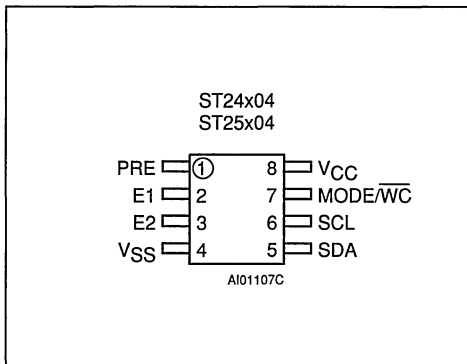 ST24x04
ST25x04
PRE 1 8 VCC
E1 2 7 MODE/W̅C̅
E2 3 6 SCL
VSS 4 5 SDA
AI01107C